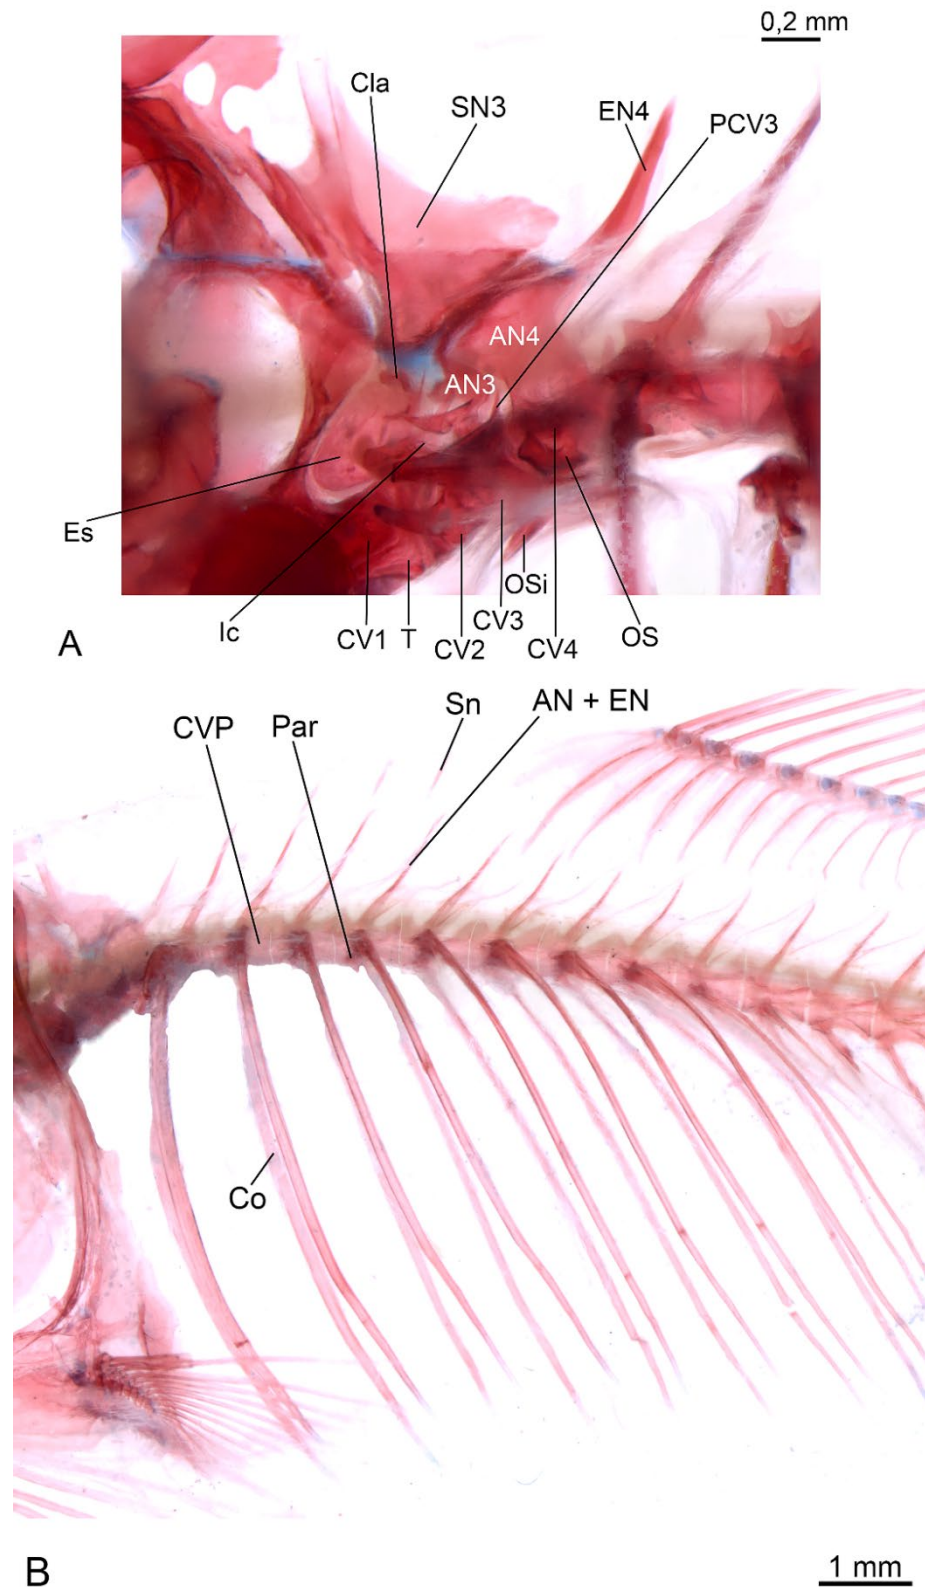 0,2 mm
Cla
SN3
EN4
PCV3
AN4
AN3
Es
Ic
CV1
T
CV2
CV3
OSi
CV4
OS
A
CVP
Par
Sn
AN + EN
Co
B
1 mm